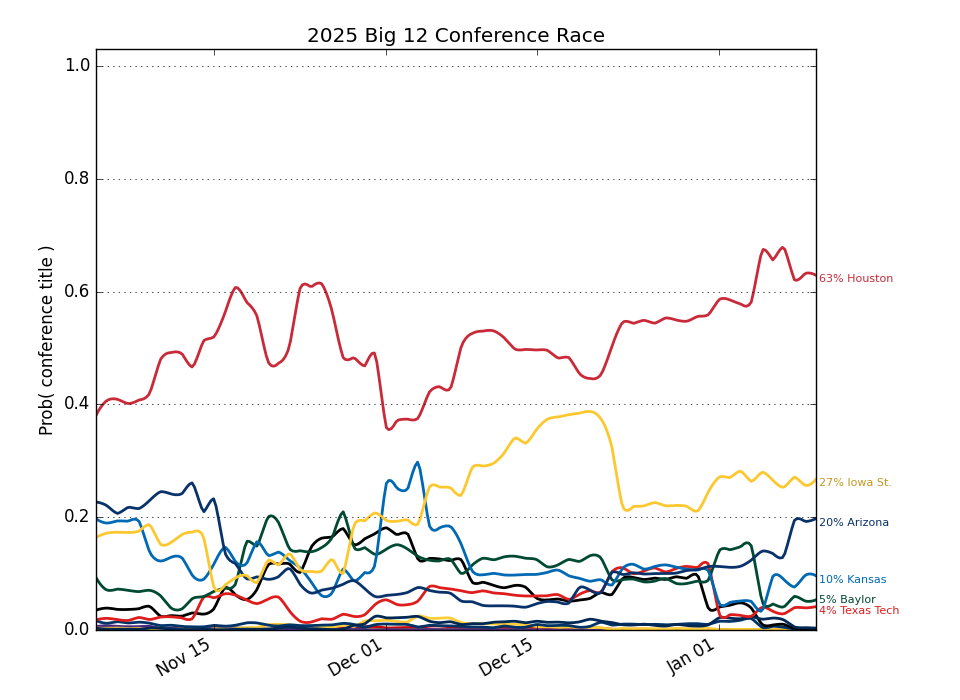 2025 Big 12 Conference Race
Prob( conference title )
1.0
0.8
0.6
0.4
0.2
0.0
Nov 15
Dec 01
Dec 15
Jan 01
63% Houston
27% Iowa St.
20% Arizona
10% Kansas
5% Baylor
4% Texas Tech